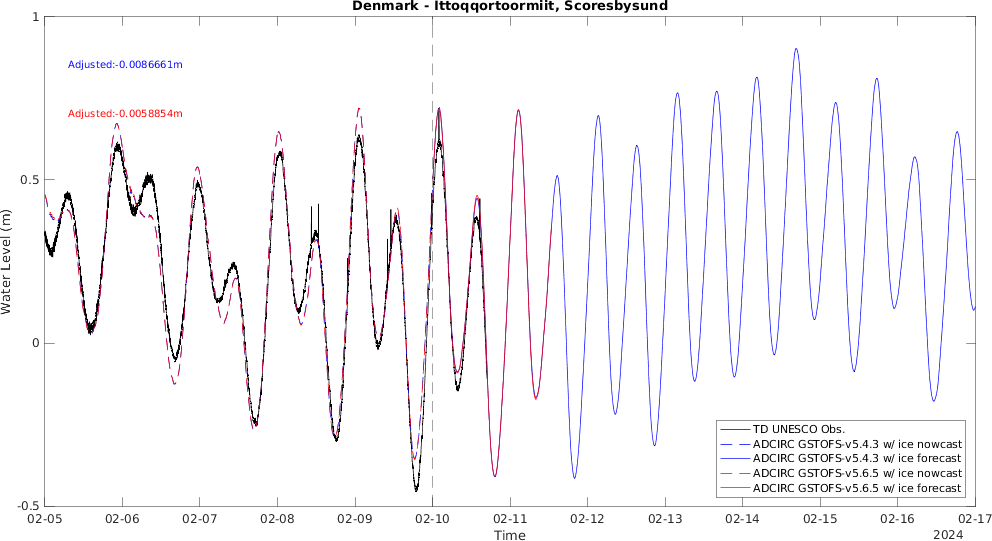 Denmark - Ittoqqortoormiit, Scoresbysund
1
Adjusted:-0.0086661m
Adjusted:-0.0058854m
0.5
Water Level (m)
0
TD UNESCO Obs.
ADCIRC GSTOFS-v5.4.3 w/ ice nowcast
ADCIRC GSTOFS-v5.4.3 w/ ice forecast
ADCIRC GSTOFS-v5.6.5 w/ ice nowcast
ADCIRC GSTOFS-v5.6.5 w/ ice forecast
-0.5
02-05 02-06 02-07 02-08 02-09 02-10 02-11 02-12 02-13 02-14 02-15 02-16 02-17
Time
2024